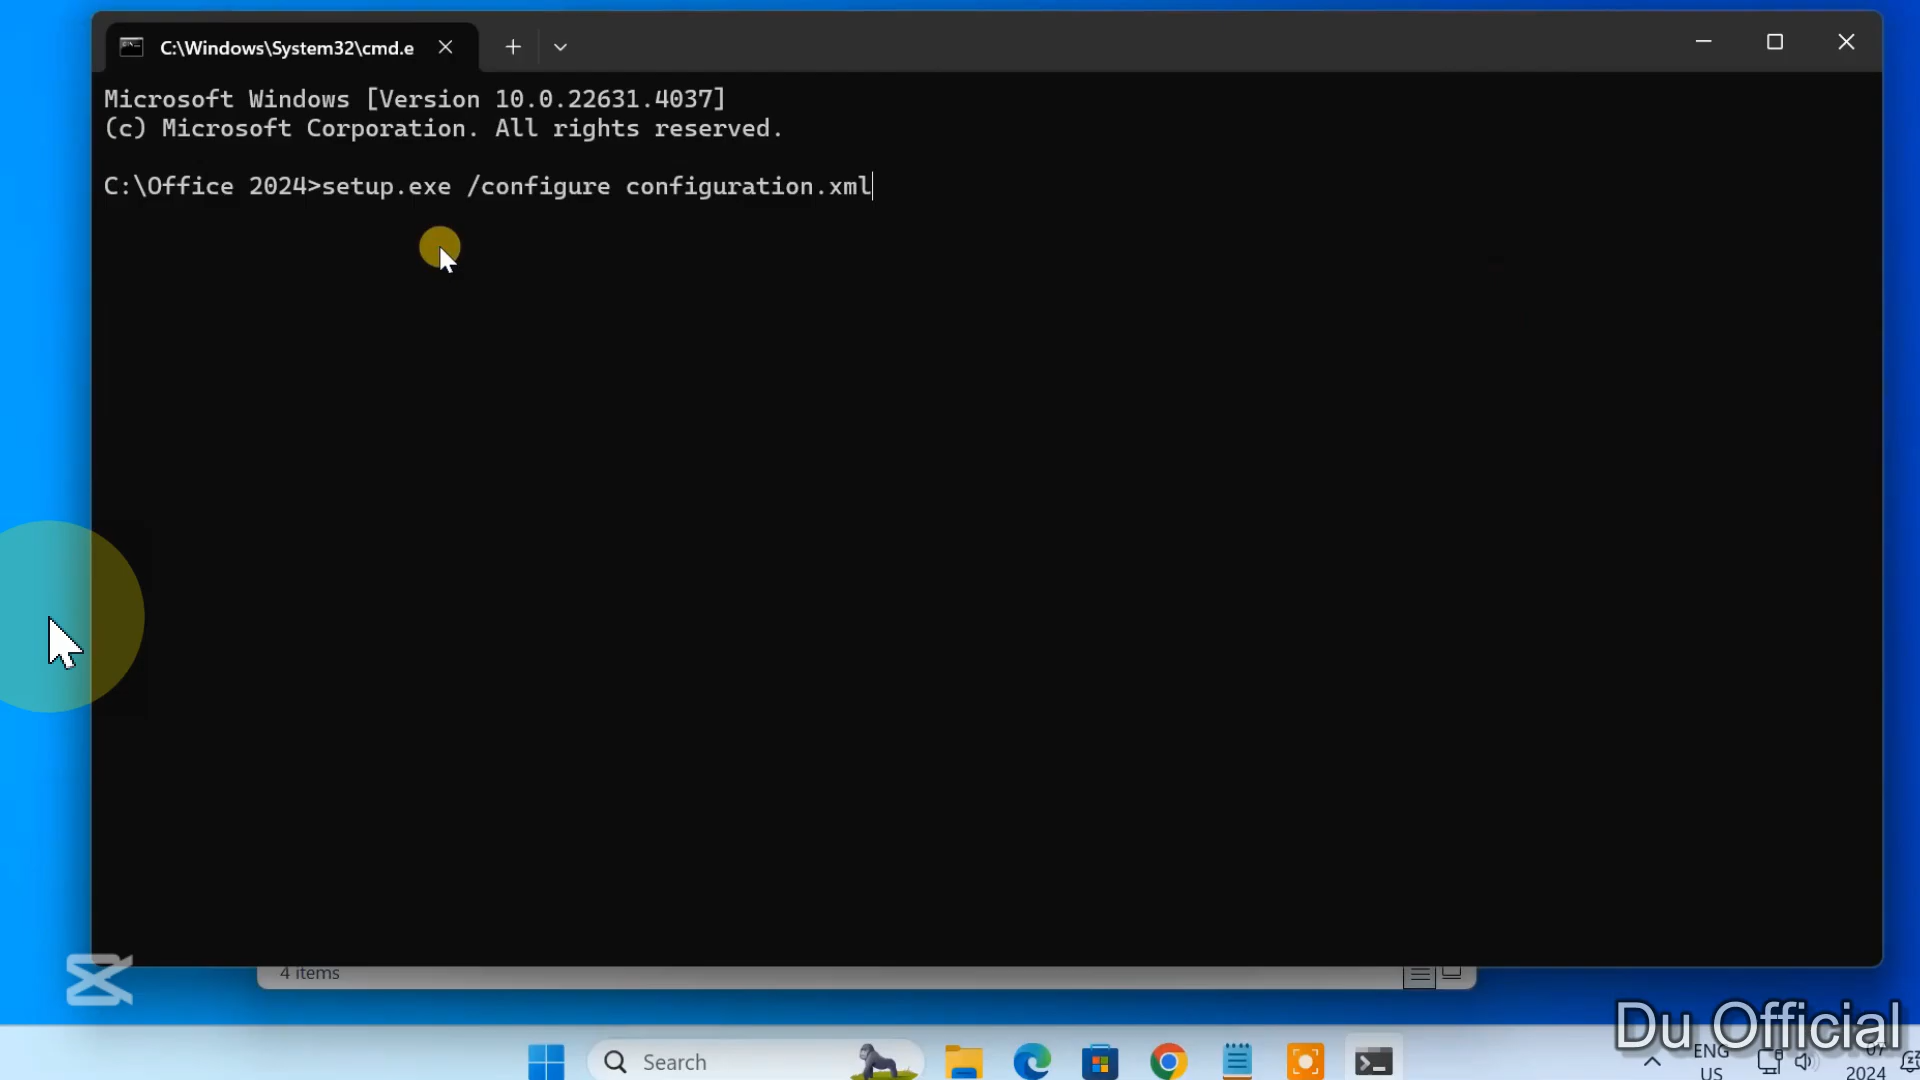 C:\Windows\System32\cmd.e
Microsoft Windows [Version 10.0.22631.4037]
(c) Microsoft Corporation. All rights reserved.
C:\Office 2024>setup.exe /configure configuration.xml
4 items
Du Official
Search
ENG
US
07
2024